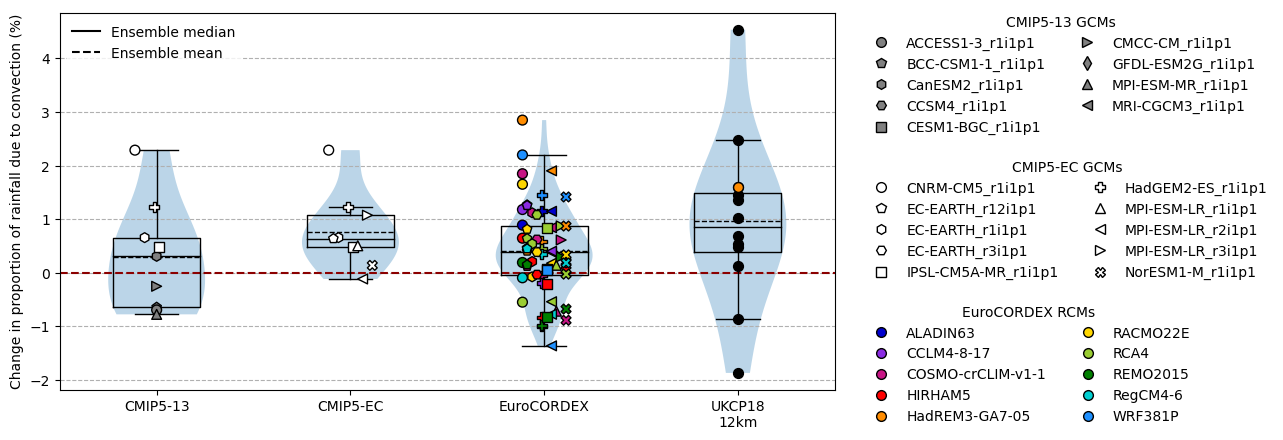 Change in proportion of rainfall due to convection (%)
4
3
2
1
0
−1
−2
Ensemble median
Ensemble mean
CMIP5-13
CMIP5-EC
EuroCORDEX
UKCP18
12km
CMIP5-13 GCMs
ACCESS1-3_r1i1p1
BCC-CSM1-1_r1i1p1
CanESM2_r1i1p1
CCSM4_r1i1p1
CESM1-BGC_r1i1p1
CMCC-CM_r1i1p1
GFDL-ESM2G_r1i1p1
MPI-ESM-MR_r1i1p1
MRI-CGCM3_r1i1p1
CMIP5-EC GCMs
CNRM-CM5_r1i1p1
EC-EARTH_r12i1p1
EC-EARTH_r1i1p1
EC-EARTH_r3i1p1
IPSL-CM5A-MR_r1i1p1
HadGEM2-ES_r1i1p1
MPI-ESM-LR_r1i1p1
MPI-ESM-LR_r2i1p1
MPI-ESM-LR_r3i1p1
NorESM1-M_r1i1p1
EuroCORDEX RCMs
ALADIN63
CCLM4-8-17
COSMO-crCLIM-v1-1
HIRHAM5
HadREM3-GA7-05
RACMO22E
RCA4
REMO2015
RegCM4-6
WRF381P